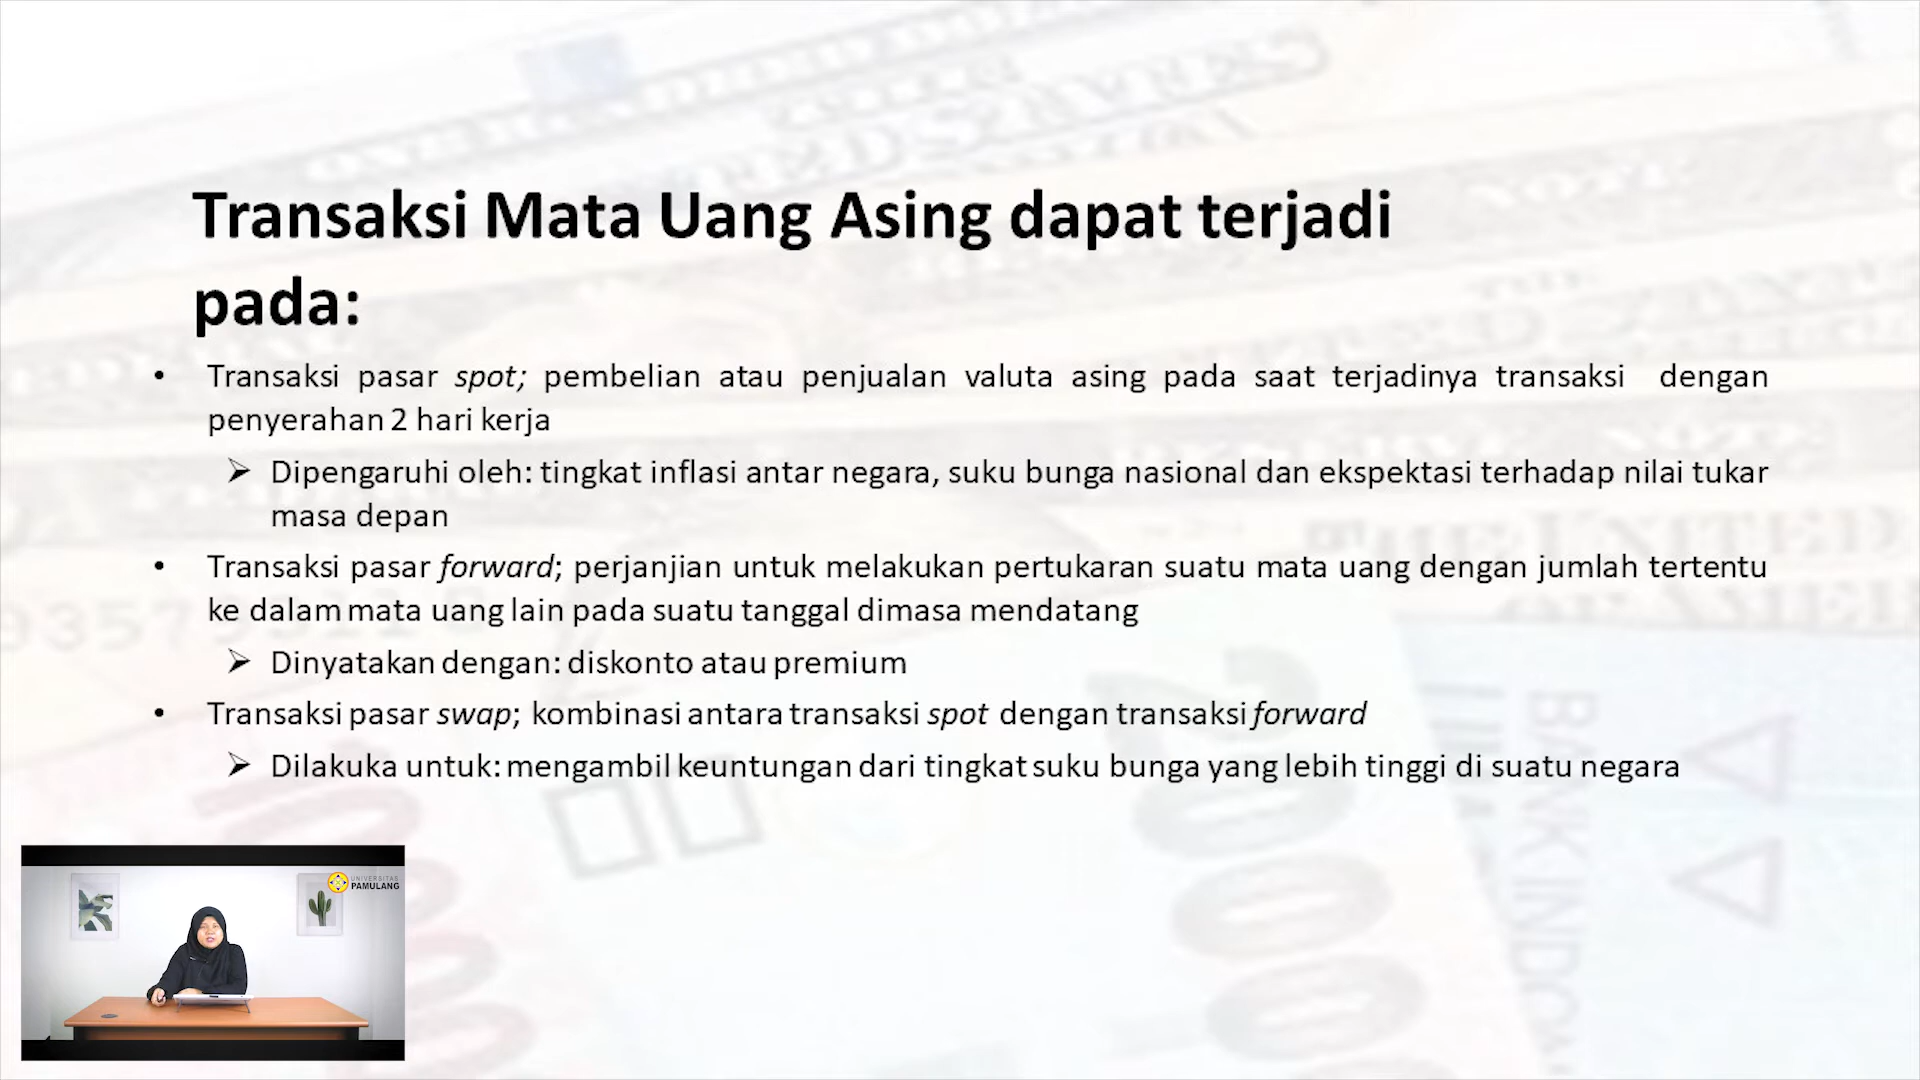 Transaksi Mata Uang Asing dapat terjadi
pada:
• Transaksi pasar spot; pembelian atau penjualan valuta asing pada saat terjadinya transaksi dengan
penyerahan 2 hari kerja
➢ Dipengaruhi oleh: tingkat inflasi antar negara, suku bunga nasional dan ekspektasi terhadap nilai tukar
masa depan
• Transaksi pasar forward; perjanjian untuk melakukan pertukaran suatu mata uang dengan jumlah tertentu
ke dalam mata uang lain pada suatu tanggal dimasa mendatang
➢ Dinyatakan dengan: diskonto atau premium
• Transaksi pasar swap; kombinasi antara transaksi spot dengan transaksi forward
➢ Dilakuka untuk: mengambil keuntungan dari tingkat suku bunga yang lebih tinggi di suatu negara
UNIVERSITAS
PAMULANG
BANK INDO